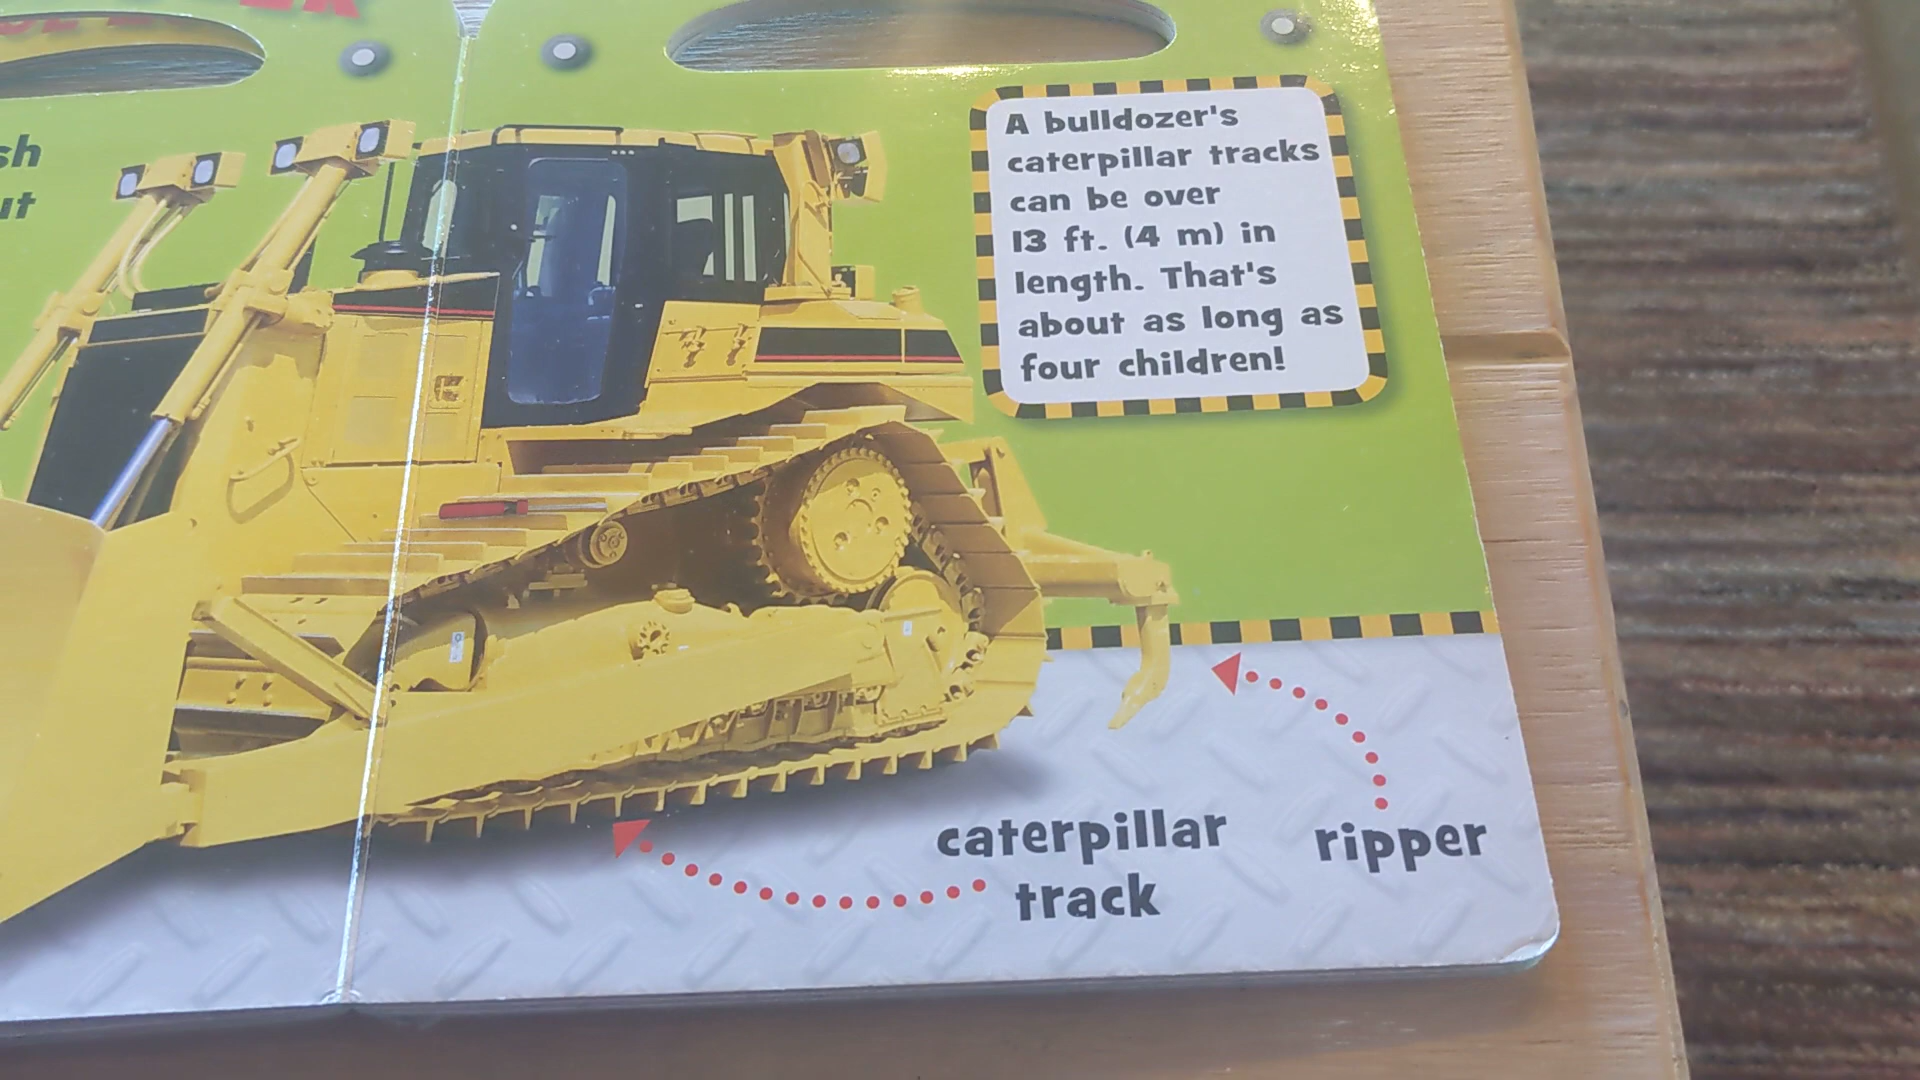 A bulldozer's
caterpillar tracks
can be over
13 ft. (4 m) in
length. That's
about as long as
four children!
caterpillar
track
ripper